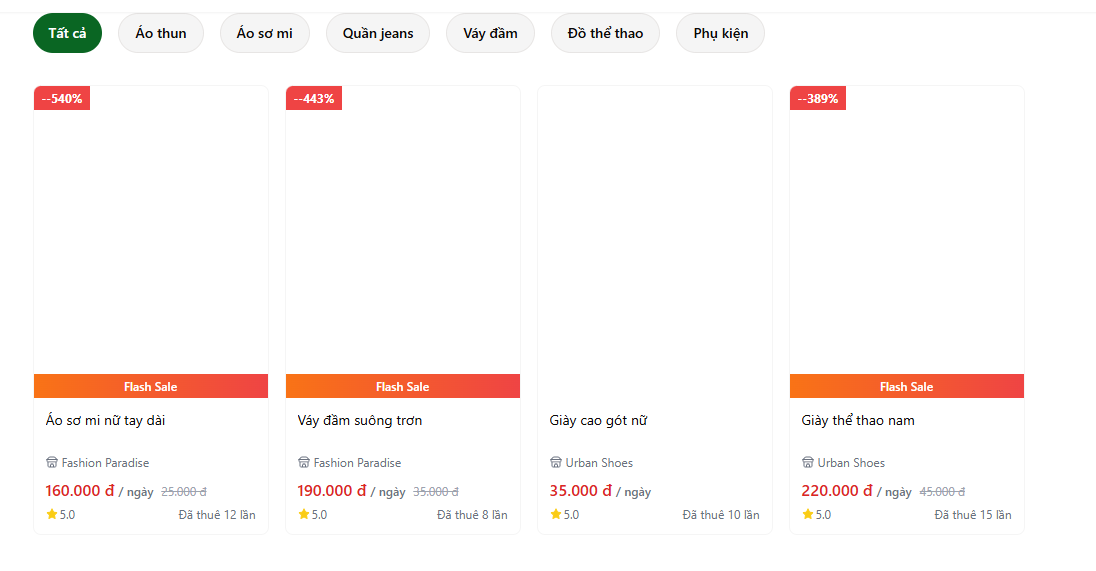 Tất cả
Áo thun
Áo sơ mi
Quần jeans
Váy đầm
Đồ thể thao
Phụ kiện
--540%
Flash Sale
Áo sơ mi nữ tay dài
Fashion Paradise
160.000 đ / ngày 25.000 đ
5.0 Đã thuê 12 lần
--443%
Flash Sale
Váy đầm suông trơn
Fashion Paradise
190.000 đ / ngày 35.000 đ
5.0 Đã thuê 8 lần
Giày cao gót nữ
Urban Shoes
35.000 đ / ngày
5.0 Đã thuê 10 lần
--389%
Flash Sale
Giày thể thao nam
Urban Shoes
220.000 đ / ngày 45.000 đ
5.0 Đã thuê 15 lần